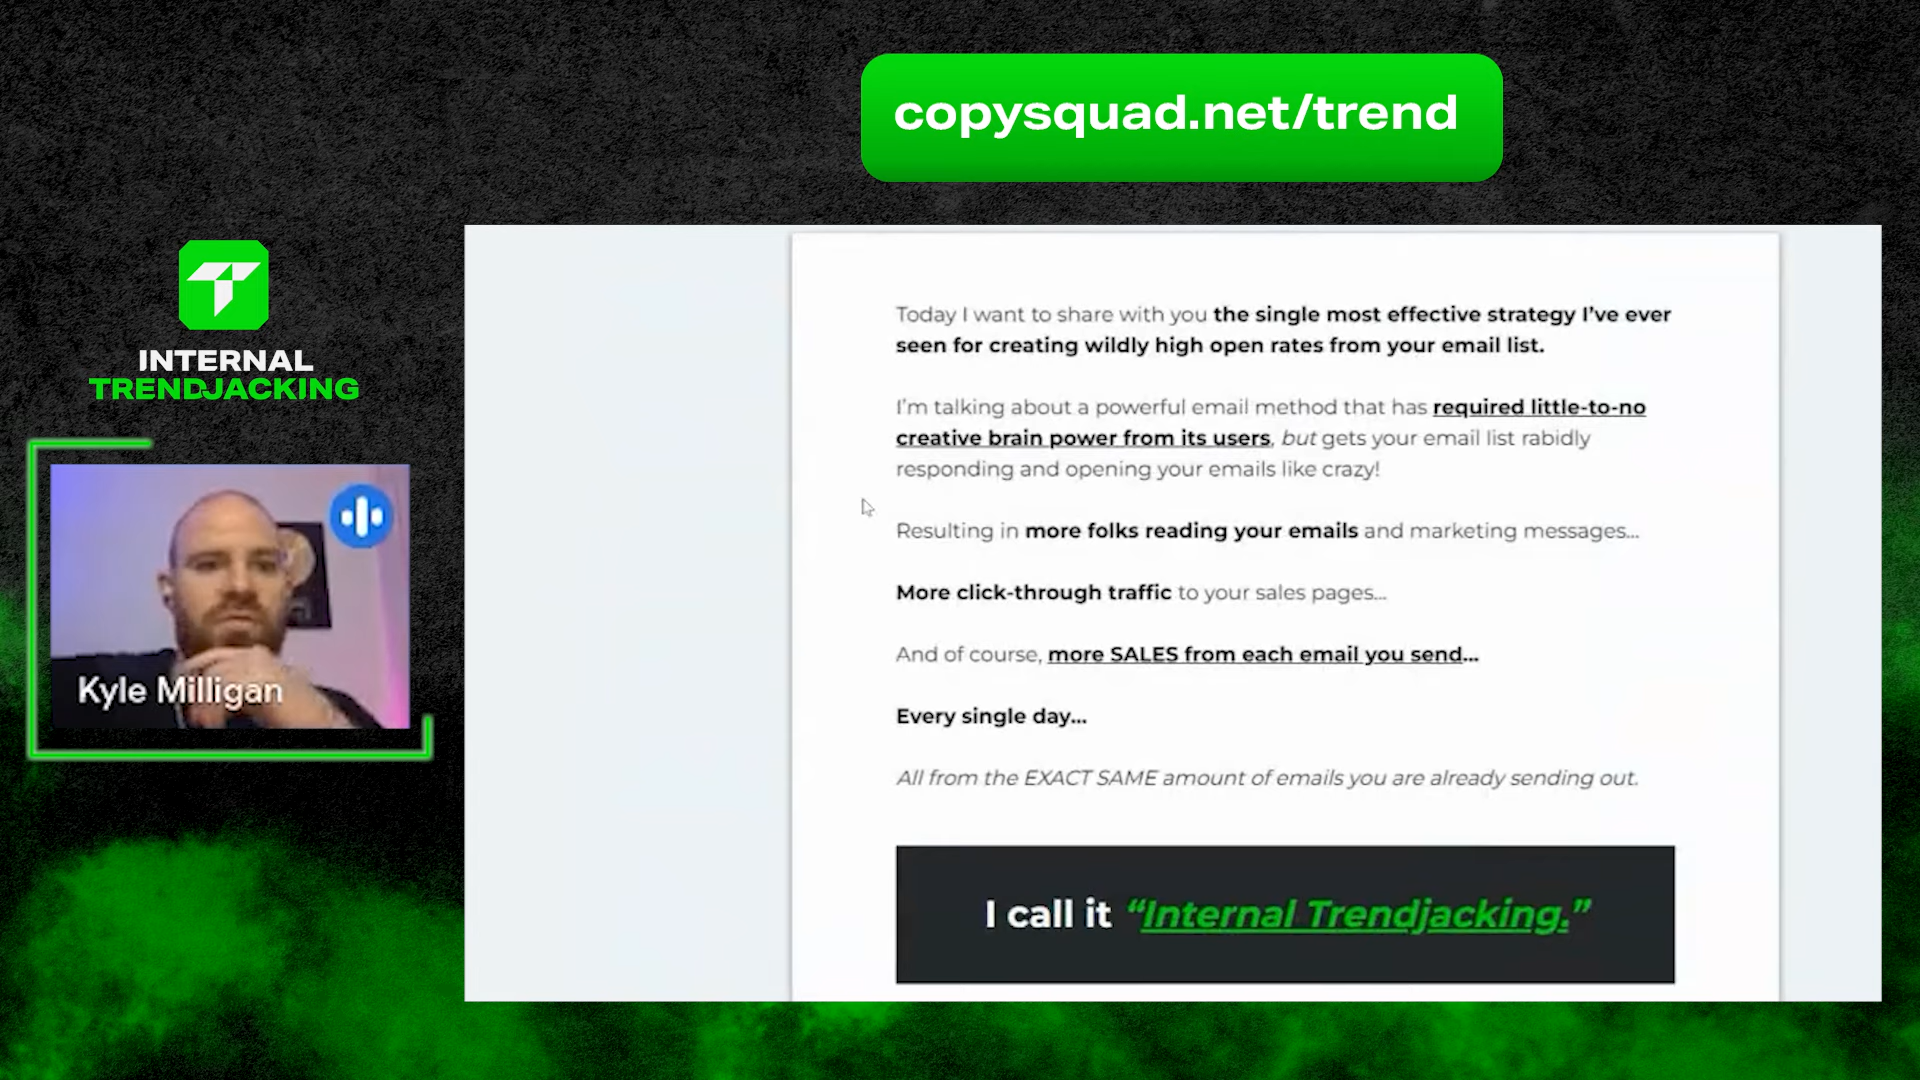 copysquad.net/trend
INTERNAL
TRENDJACKING
Kyle Milligan
Today I want to share with you the single most effective strategy I've ever
seen for creating wildly high open rates from your email list.
I'm talking about a powerful email method that has required little-to-no
creative brain power from its users, but gets your email list rabidly
responding and opening your emails like crazy!
Resulting in more folks reading your emails and marketing messages...
More click-through traffic to your sales pages...
And of course, more SALES from each email you send...
Every single day...
All from the EXACT SAME amount of emails you are already sending out.
I call it “Internal Trendjacking.”